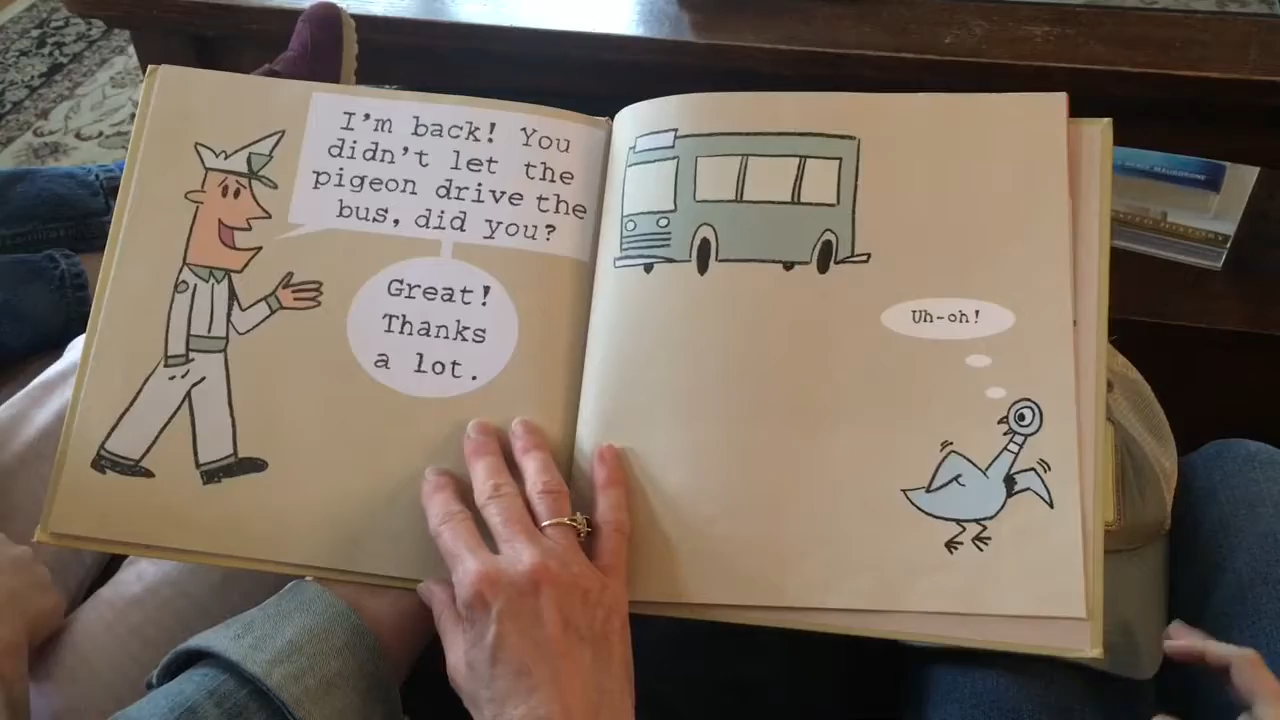 I'm back! You
didn't let the
pigeon drive the
bus, did you?
Great!
Thanks
a lot.
Uh-oh!